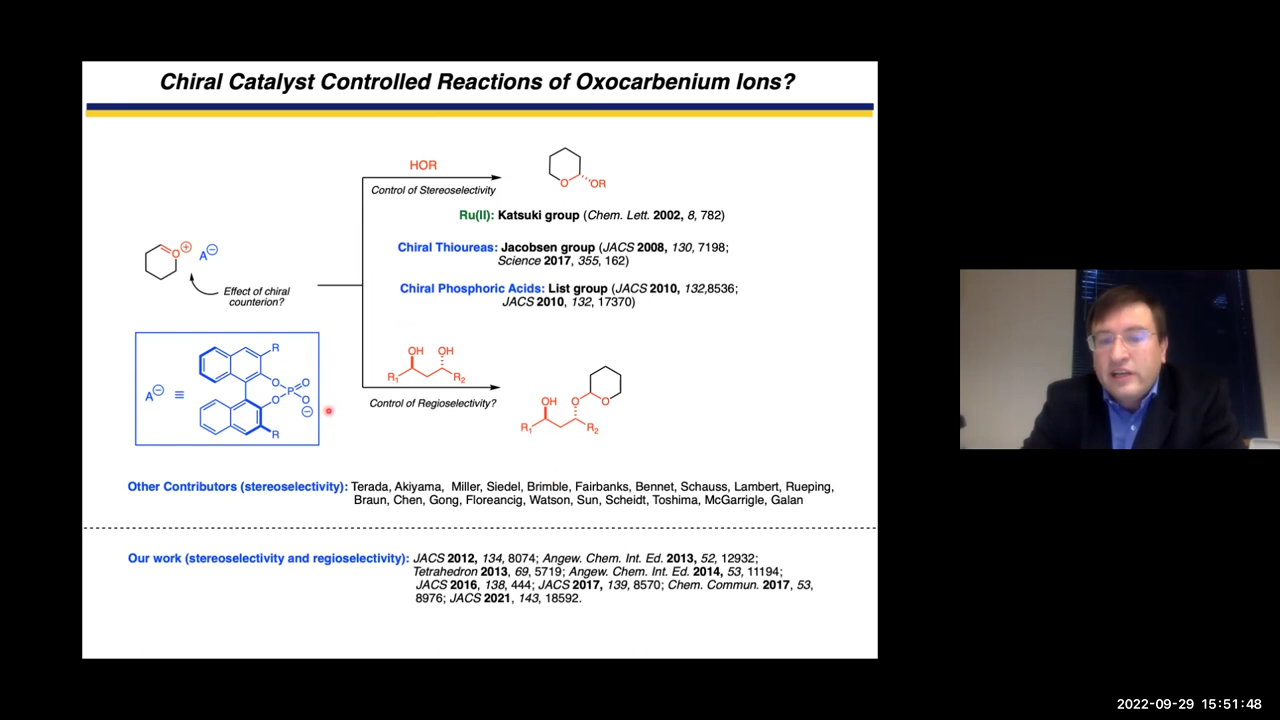 Chiral Catalyst Controlled Reactions of Oxocarbenium Ions?
HOR
Control of Stereoselectivity
O
OR
Ru(II): Katsuki group (Chem. Lett. 2002, 8, 782)
Chiral Thioureas: Jacobsen group (JACS 2008, 130, 7198;
Science 2017, 355, 162)
Chiral Phosphoric Acids: List group (JACS 2010, 132,8536;
JACS 2010, 132, 17370)
O⊕ A⊖
Effect of chiral
counterion?
A⊖ ≡
R
O
P
O
O
O
⊖
R
OH OH
R1 R2
Control of Regioselectivity?
OH O O
R1 R2
Other Contributors (stereoselectivity): Terada, Akiyama, Miller, Siedel, Brimble, Fairbanks, Bennet, Schauss, Lambert, Rueping,
Braun, Chen, Gong, Floreancig, Watson, Sun, Scheidt, Toshima, McGarrigle, Galan
Our work (stereoselectivity and regioselectivity): JACS 2012, 134, 8074; Angew. Chem. Int. Ed. 2013, 52, 12932;
Tetrahedron 2013, 69, 5719; Angew. Chem. Int. Ed. 2014, 53, 11194;
JACS 2016, 138, 444; JACS 2017, 139, 8570; Chem. Commun. 2017, 53,
8976; JACS 2021, 143, 18592.
2022-09-29 15:51:48